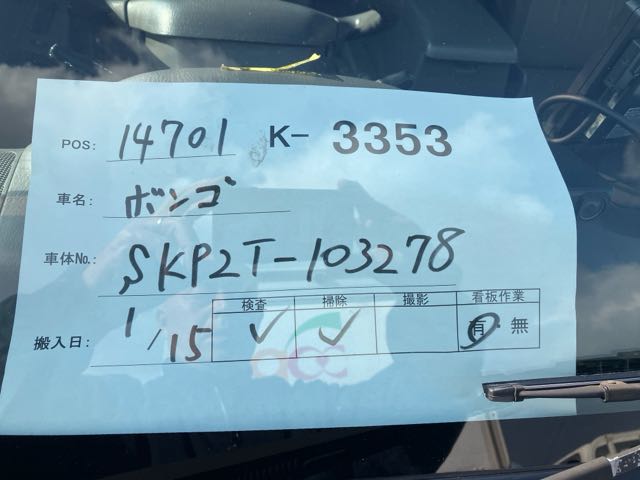 POS: 14701 K-3353
車名: ボンゴ
車体No.: SKP2T-103278
検査 掃除 撮影 看板作業
搬入日: 1/15 ✓ ✓ 有・無
acc